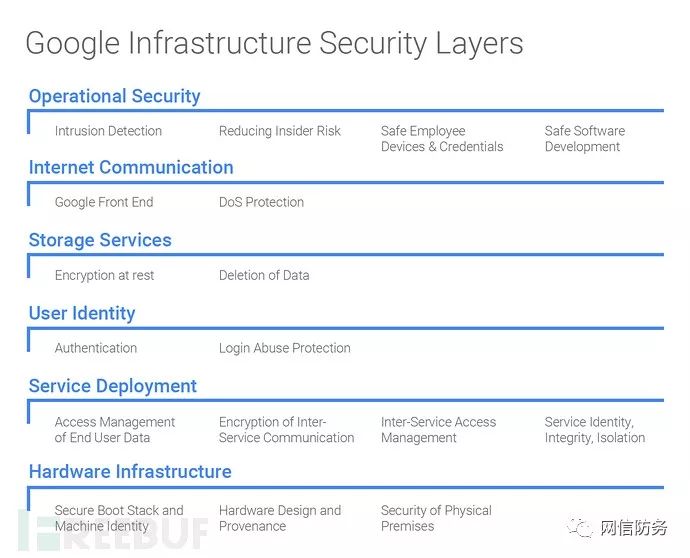 Google Infrastructure Security Layers
Operational Security
Intrusion Detection
Reducing Insider Risk
Safe Employee
Devices & Credentials
Safe Software
Development
Internet Communication
Google Front End
DoS Protection
Storage Services
Encryption at rest
Deletion of Data
User Identity
Authentication
Login Abuse Protection
Service Deployment
Access Management
of End User Data
Encryption of Inter-
Service Communication
Inter-Service Access
Management
Service Identity,
Integrity, Isolation
Hardware Infrastructure
Secure Boot Stack and
Machine Identity
Hardware Design and
Provenance
Security of Physical
Premises
FREEBUF
网信防务